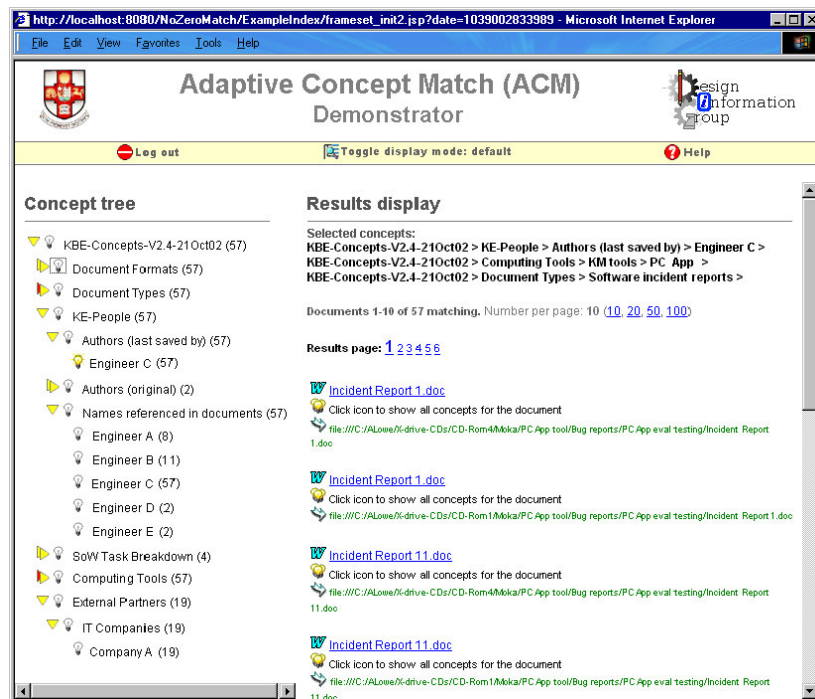 http://localhost:8080/NoZeroMatch/ExampleIndex/frameset_init2.jsp?date=1039002833989 - Microsoft Internet Explorer
File Edit View Favorites Tools Help
Adaptive Concept Match (ACM)
Demonstrator
Design
Information
Group
Log out
Toggle display mode: default
Help
Concept tree
KBE-Concepts-V2.4-21Oct02 (57)
Document Formats (57)
Document Types (57)
KE-People (57)
Authors (last saved by) (57)
Engineer C (57)
Authors (original) (2)
Names referenced in documents (57)
Engineer A (8)
Engineer B (11)
Engineer C (57)
Engineer D (2)
Engineer E (2)
SoW Task Breakdown (4)
Computing Tools (57)
External Partners (19)
IT Companies (19)
Company A (19)
Results display
Selected concepts:
KBE-Concepts-V2.4-21Oct02 > KE-People > Authors (last saved by) > Engineer C >
KBE-Concepts-V2.4-21Oct02 > Computing Tools > KM tools > PC App >
KBE-Concepts-V2.4-21Oct02 > Document Types > Software incident reports >
Documents 1-10 of 57 matching. Number per page: 10 (10, 20, 50, 100)
Results page: 1 2 3 4 5 6
Incident Report 1.doc
Click icon to show all concepts for the document
file:///C:/ALowe/X-drive-CDs/CD-Rom4/Moka/PC App tool/Bug reports/PC App eval testing/Incident Report
1.doc
Incident Report 1.doc
Click icon to show all concepts for the document
file:///C:/ALowe/X-drive-CDs/CD-Rom1/Moka/PC App tool/Bug reports/PC App eval testing/Incident Report 1.doc
Incident Report 11.doc
Click icon to show all concepts for the document
file:///C:/ALowe/X-drive-CDs/CD-Rom4/Moka/PC App tool/Bug reports/PC App eval testing/Incident Report
11.doc
Incident Report 11.doc
Click icon to show all concepts for the document
file:///C:/ALowe/X-drive-CDs/CD-Rom1/Moka/PC App tool/Bug reports/PC App eval testing/Incident Report
11.doc